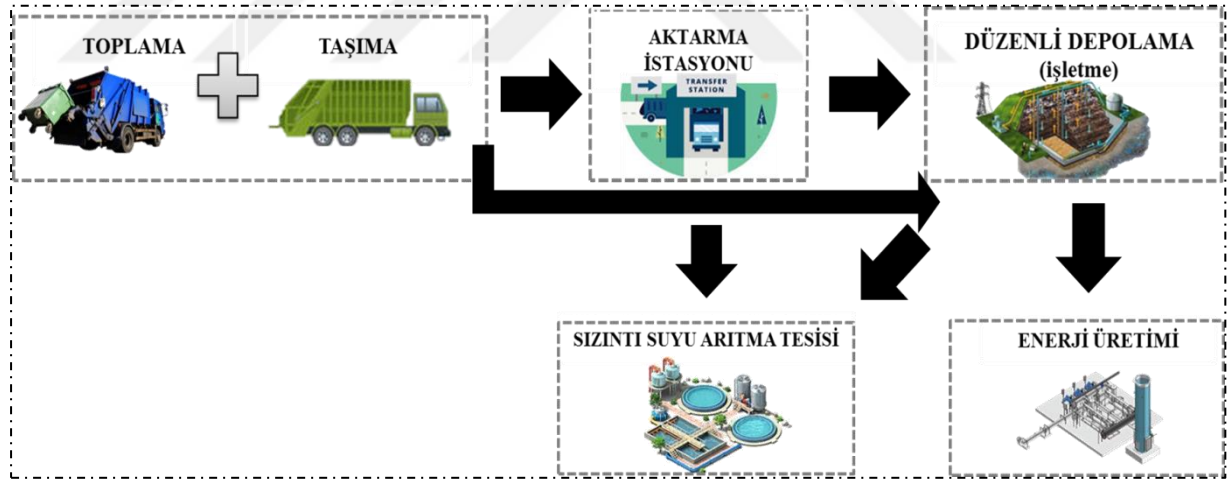 TOPLAMA
TAŞIMA
AKTARMA
İSTASYONU
TRANSFER
STATION
DÜZENLİ DEPOLAMA
(işletme)
SIZINTI SUYU ARITMA TESİSİ
ENERJİ ÜRETİMİ